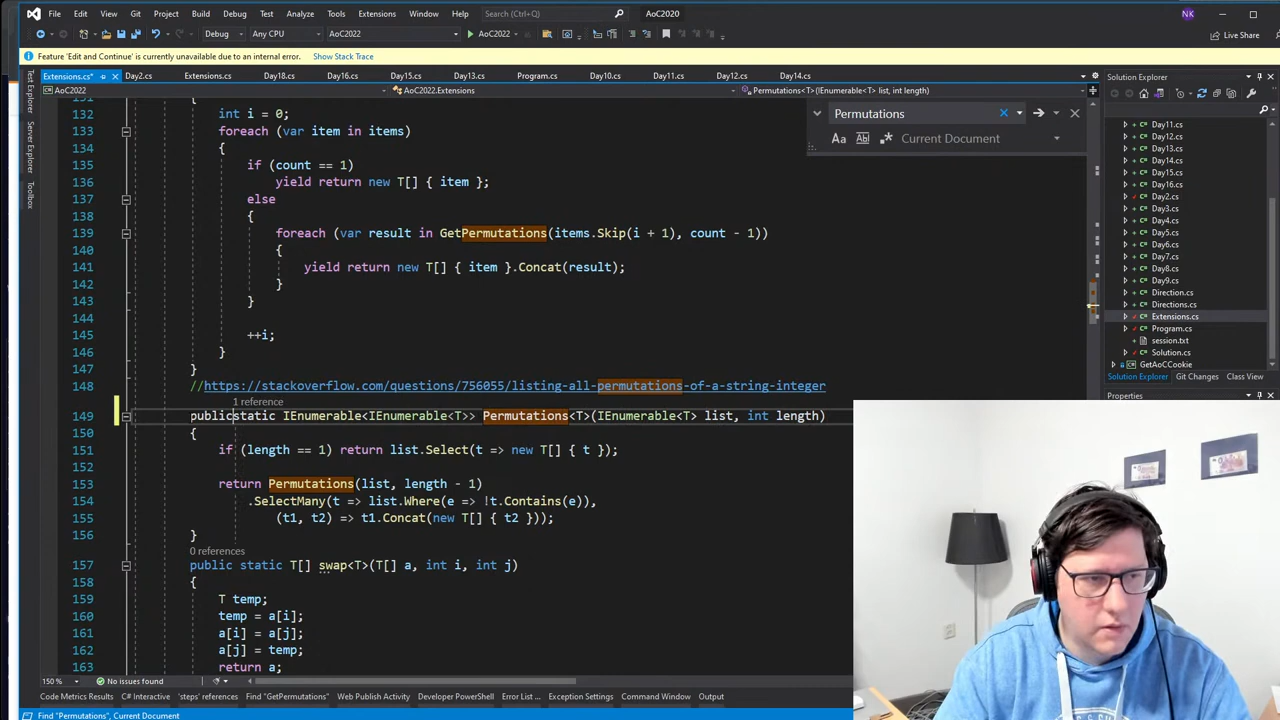 File Edit View Git Project Build Debug Test Analyze Tools Extensions Window Help Search (Ctrl+Q) AoC2020 NK
Debug Any CPU AoC2022 AoC2022 Live Share
Feature 'Edit and Continue' is currently unavailable due to an internal error. Show Stack Trace
Extensions.cs* Day2.cs Extensions.cs Day18.cs Day16.cs Day15.cs Day13.cs Program.cs Day10.cs Day11.cs Day12.cs Day14.cs
AoC2022 AoC2022.Extensions Permutations<T>(IEnumerable<T> list, int length)
Test Explorer
Server Explorer
Toolbox
Permutations
Aa Ab Current Document
131 {
132 int i = 0;
133 foreach (var item in items)
134 {
135 if (count == 1)
136 yield return new T[] { item };
137 else
138 {
139 foreach (var result in GetPermutations(items.Skip(i + 1), count - 1))
140 {
141 yield return new T[] { item }.Concat(result);
142 }
143 }
144
145 ++i;
146 }
147 }
148 //https://stackoverflow.com/questions/756055/listing-all-permutations-of-a-string-integer
1 reference
149 publicstatic IEnumerable<IEnumerable<T>> Permutations<T>(IEnumerable<T> list, int length)
150 {
151 if (length == 1) return list.Select(t => new T[] { t });
152
153 return Permutations(list, length - 1)
154 .SelectMany(t => list.Where(e => !t.Contains(e)),
155 (t1, t2) => t1.Concat(new T[] { t2 }));
156 }
0 references
157 public static T[] swap<T>(T[] a, int i, int j)
158 {
159 T temp;
160 temp = a[i];
161 a[i] = a[j];
162 a[j] = temp;
163 return a;
150 % No issues found
Code Metrics Results C# Interactive 'steps' references Find "GetPermutations" Web Publish Activity Developer PowerShell Error List ... Exception Settings Command Window Output
Find "Permutations", Current Document
Solution Explorer
Day11.cs
Day12.cs
Day13.cs
Day14.cs
Day15.cs
Day16.cs
Day2.cs
Day3.cs
Day4.cs
Day5.cs
Day6.cs
Day7.cs
Day8.cs
Day9.cs
Direction.cs
Directions.cs
Extensions.cs
Program.cs
session.txt
Solution.cs
GetAoCCookie
Solution Explorer Git Changes Class View
Properties